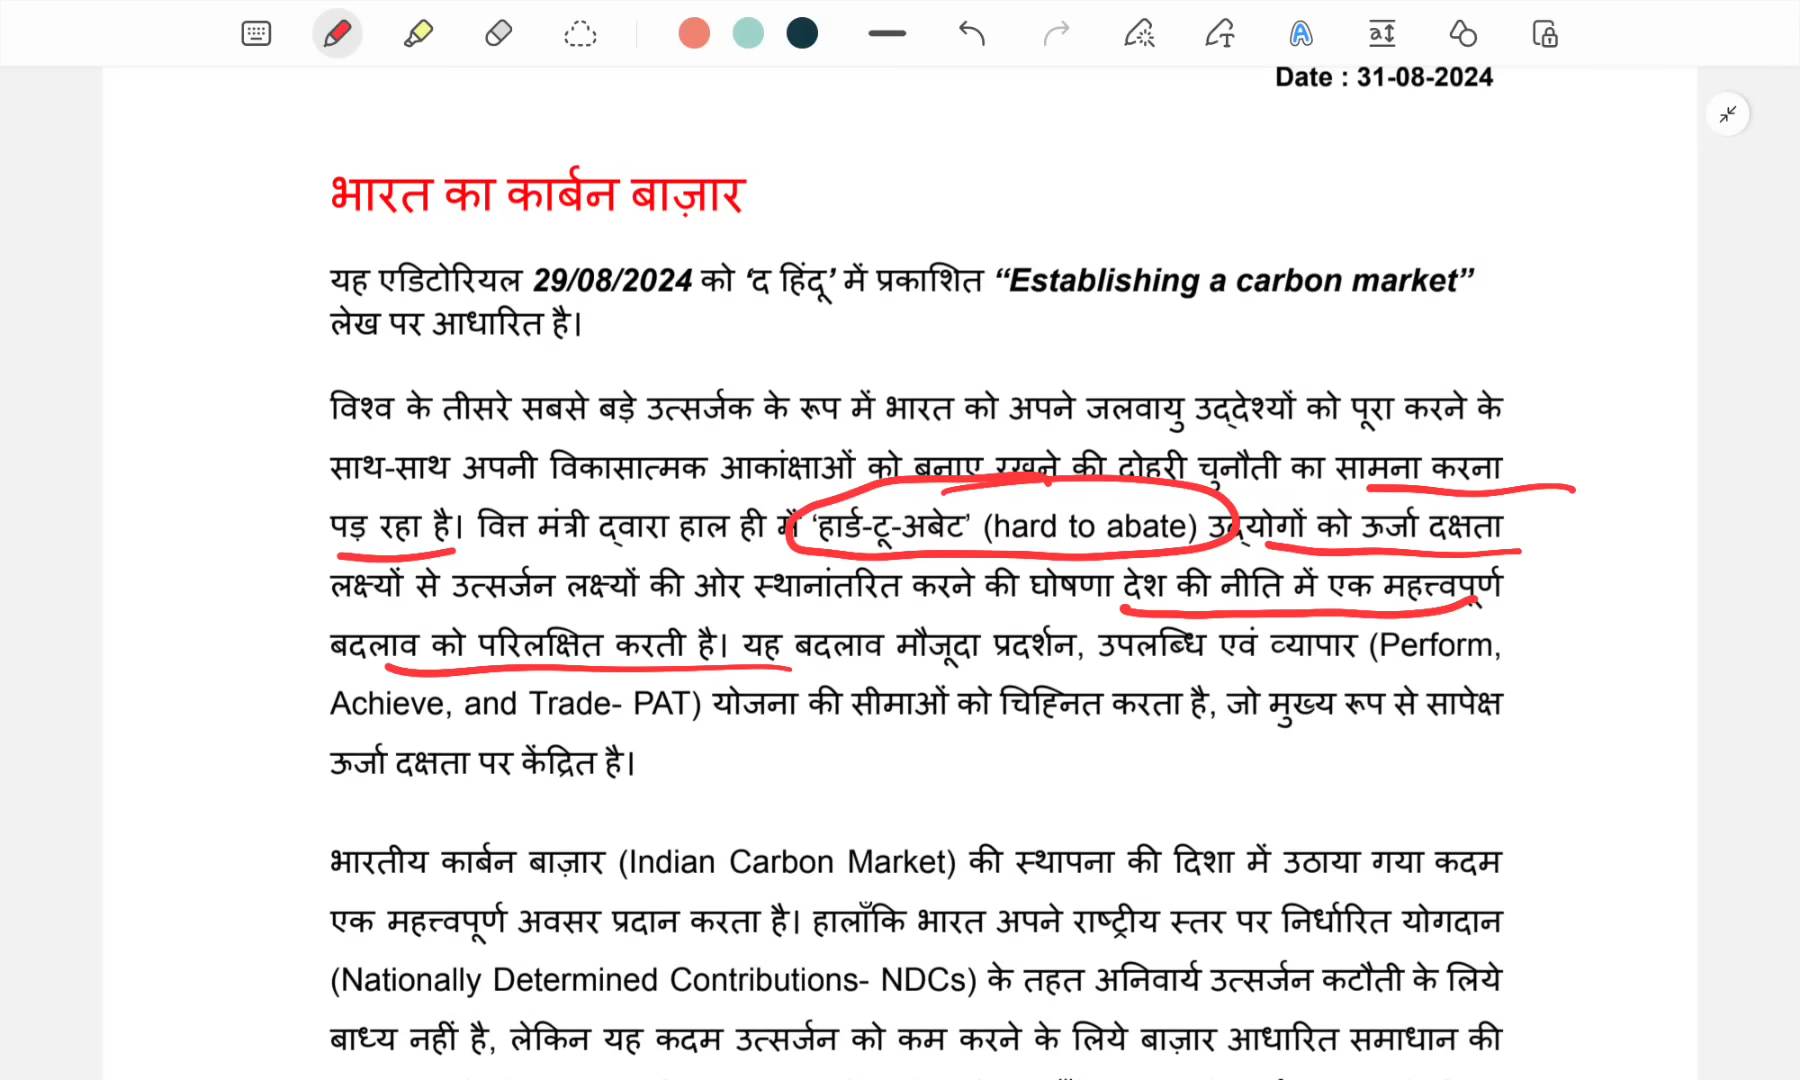 Date : 31-08-2024
भारत का कार्बन बाज़ार
यह एडिटोरियल 29/08/2024 को ‘द हिंदू’ में प्रकाशित “Establishing a carbon market”
लेख पर आधारित है।
विश्व के तीसरे सबसे बड़े उत्सर्जक के रूप में भारत को अपने जलवायु उद्देश्यों को पूरा करने के
साथ-साथ अपनी विकासात्मक आकांक्षाओं को बनाए रखने की दोहरी चुनौती का सामना करना
पड़ रहा है। वित्त मंत्री द्वारा हाल ही में ‘हार्ड-टू-अबेट’ (hard to abate) उद्योगों को ऊर्जा दक्षता
लक्ष्यों से उत्सर्जन लक्ष्यों की ओर स्थानांतरित करने की घोषणा देश की नीति में एक महत्त्वपूर्ण
बदलाव को परिलक्षित करती है। यह बदलाव मौजूदा प्रदर्शन, उपलब्धि एवं व्यापार (Perform,
Achieve, and Trade- PAT) योजना की सीमाओं को चिह्नित करता है, जो मुख्य रूप से सापेक्ष
ऊर्जा दक्षता पर केंद्रित है।
भारतीय कार्बन बाज़ार (Indian Carbon Market) की स्थापना की दिशा में उठाया गया कदम
एक महत्त्वपूर्ण अवसर प्रदान करता है। हालाँकि भारत अपने राष्ट्रीय स्तर पर निर्धारित योगदान
(Nationally Determined Contributions- NDCs) के तहत अनिवार्य उत्सर्जन कटौती के लिये
बाध्य नहीं है, लेकिन यह कदम उत्सर्जन को कम करने के लिये बाज़ार आधारित समाधान की